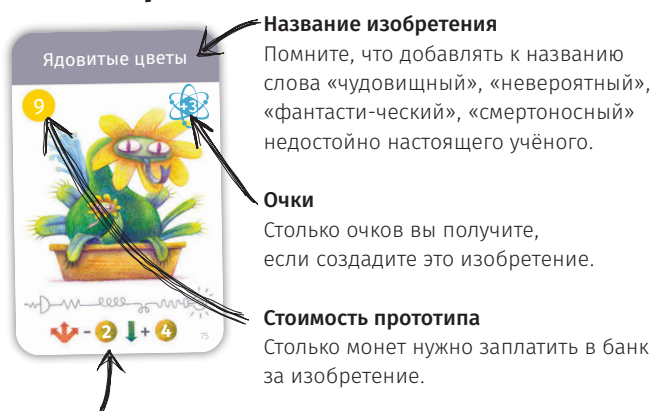 Название изобретения
Помните, что добавлять к названию
слова «чудовищный», «невероятный»,
«фантасти-ческий», «смертоносный»
недостойно настоящего учёного.
Очки
Столько очков вы получите,
если создадите это изобретение.
Стоимость прототипа
Столько монет нужно заплатить в банк
за изобретение.
Ядовитые цветы
9
+3
- 2 + 4
75